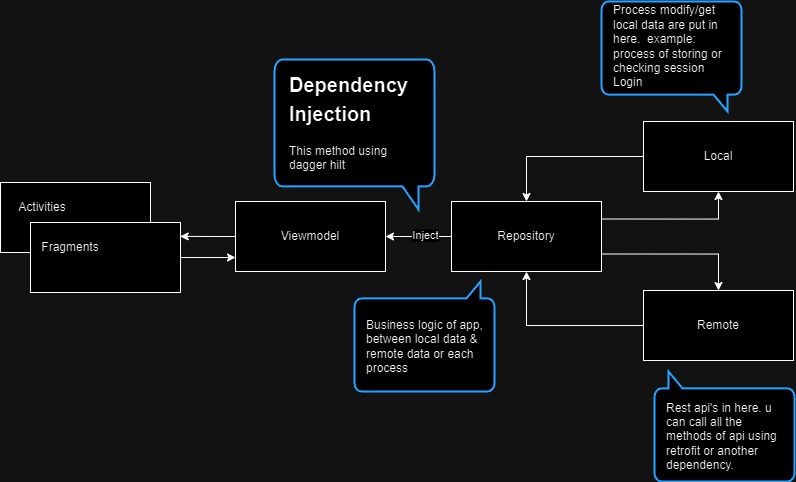 Process modify/get
local data are put in
here.  example:
process of storing or
checking session
Login
Dependency
Injection
This method using
dagger hilt
Local
Activities
Fragments
Viewmodel
Inject
Repository
Business logic of app,
between local data &
remote data or each
process
Remote
Rest api's in here. u
can call all the
methods of api using
retrofit or another
dependency.